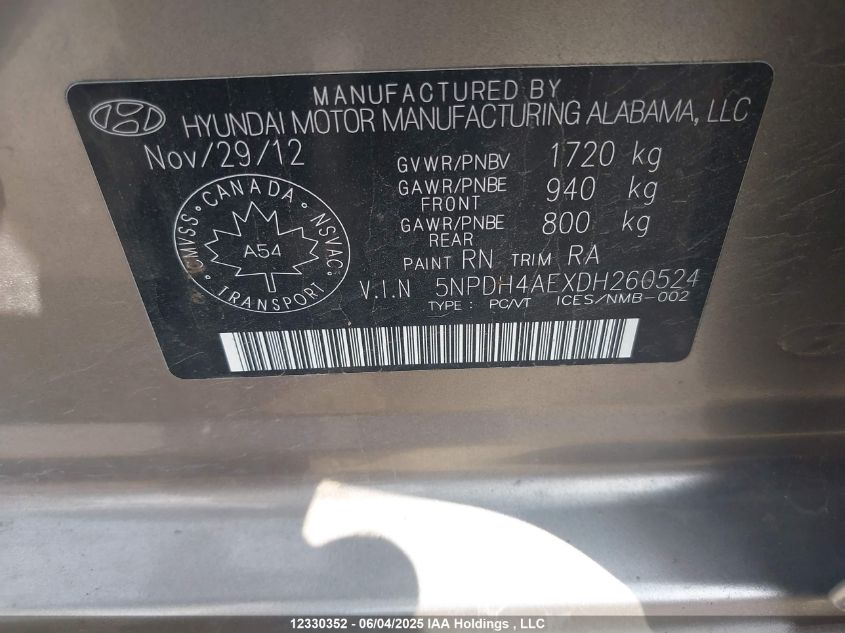 MANUFACTURED BY
HYUNDAI MOTOR MANUFACTURING ALABAMA, LLC
Nov/29/12
GVWR/PNBV 1720 kg
GAWR/PNBE FRONT 940 kg
GAWR/PNBE REAR 800 kg
PAINT RN TRIM RA
CMVSS · CANADA · NSVAC
A54
TRANSPORT
V.I.N 5NPDH4AEXDH260524
TYPE : PC/VT ICES/NMB-002
12330352 - 06/04/2025 IAA Holdings , LLC